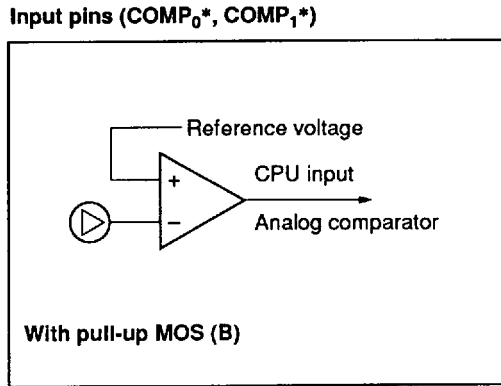 Input pins (COMP₀*, COMP₁*)
Reference voltage
+
CPU input
−
Analog comparator
With pull-up MOS (B)